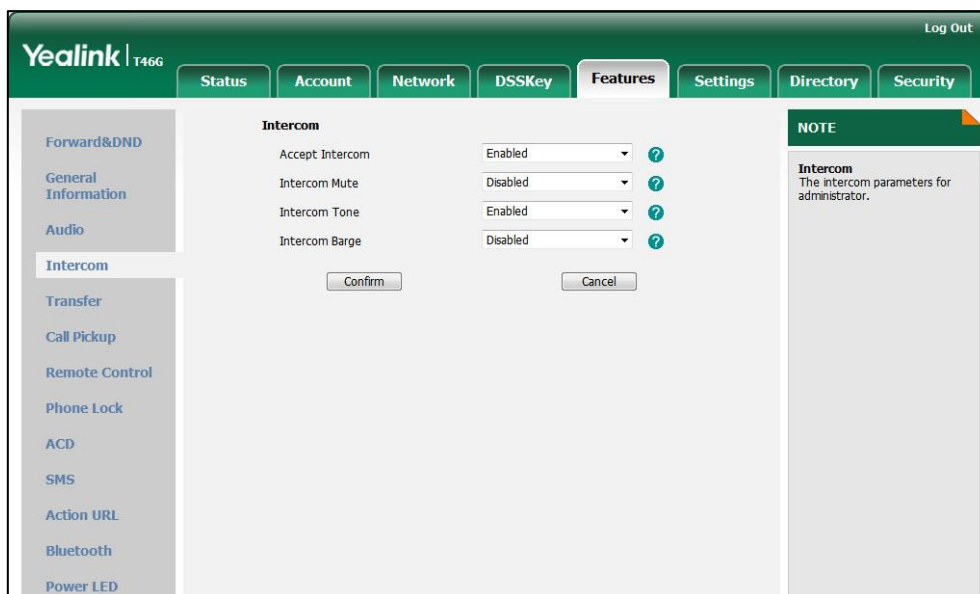 Log Out
Yealink T46G
Status Account Network DSSKey Features Settings Directory Security
Forward&DND
General
Information
Audio
Intercom
Transfer
Call Pickup
Remote Control
Phone Lock
ACD
SMS
Action URL
Bluetooth
Power LED
Intercom
Accept Intercom Enabled ?
Intercom Mute Disabled ?
Intercom Tone Enabled ?
Intercom Barge Disabled ?
Confirm Cancel
NOTE
Intercom
The intercom parameters for
administrator.